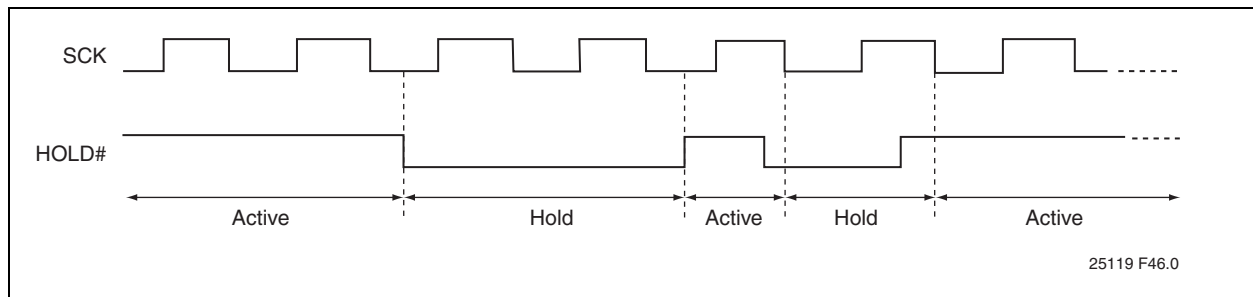 SCK
HOLD#
Active Hold Active Hold Active
25119 F46.0